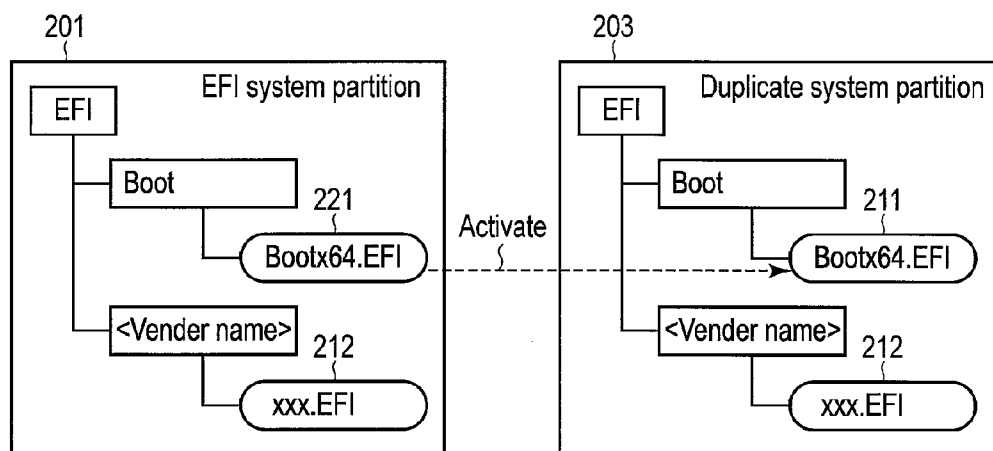 201
EFI system partition
EFI
Boot
221
Bootx64.EFI
<Vender name>
212
xxx.EFI
Activate
203
Duplicate system partition
EFI
Boot
211
Bootx64.EFI
<Vender name>
212
xxx.EFI